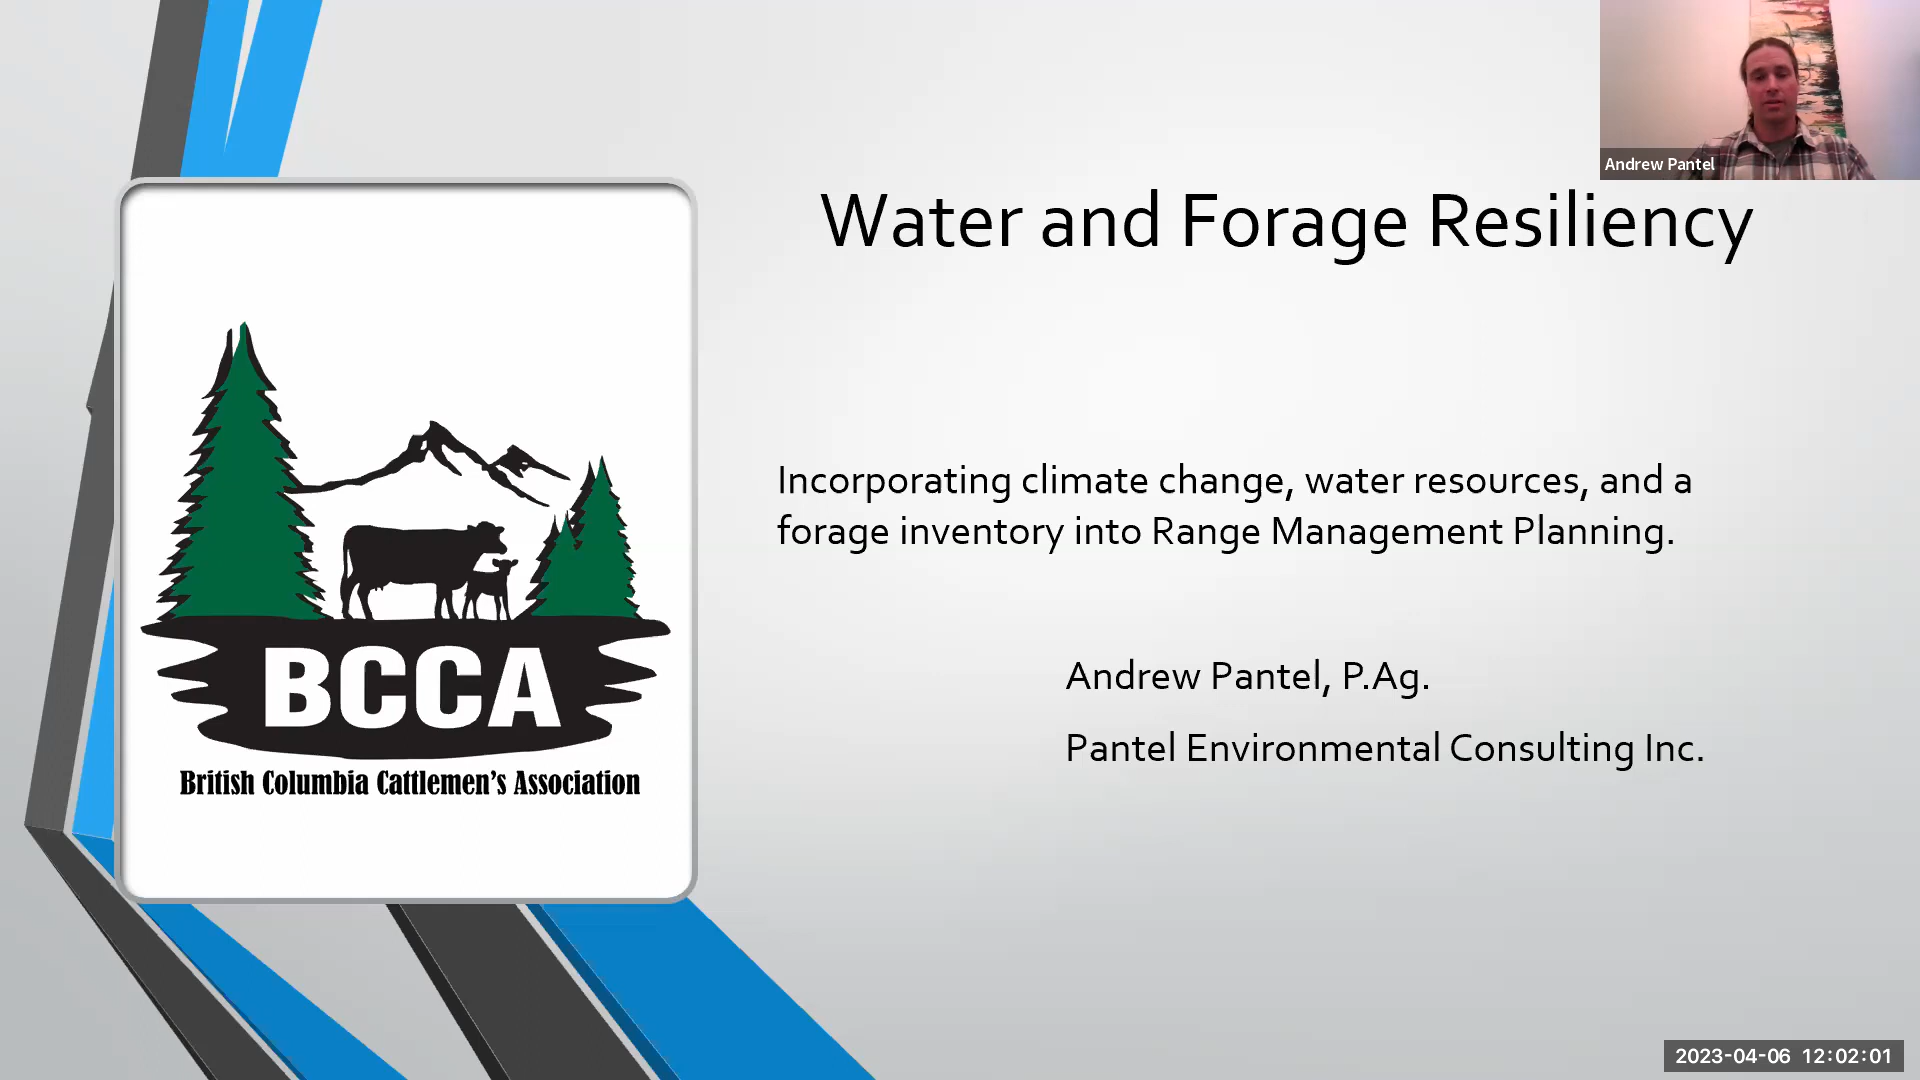 Andrew Pantel
Water and Forage Resiliency
Incorporating climate change, water resources, and a
forage inventory into Range Management Planning.
Andrew Pantel, P.Ag.
Pantel Environmental Consulting Inc.
BCCA
British Columbia Cattlemen's Association
2023-04-06 12:02:01